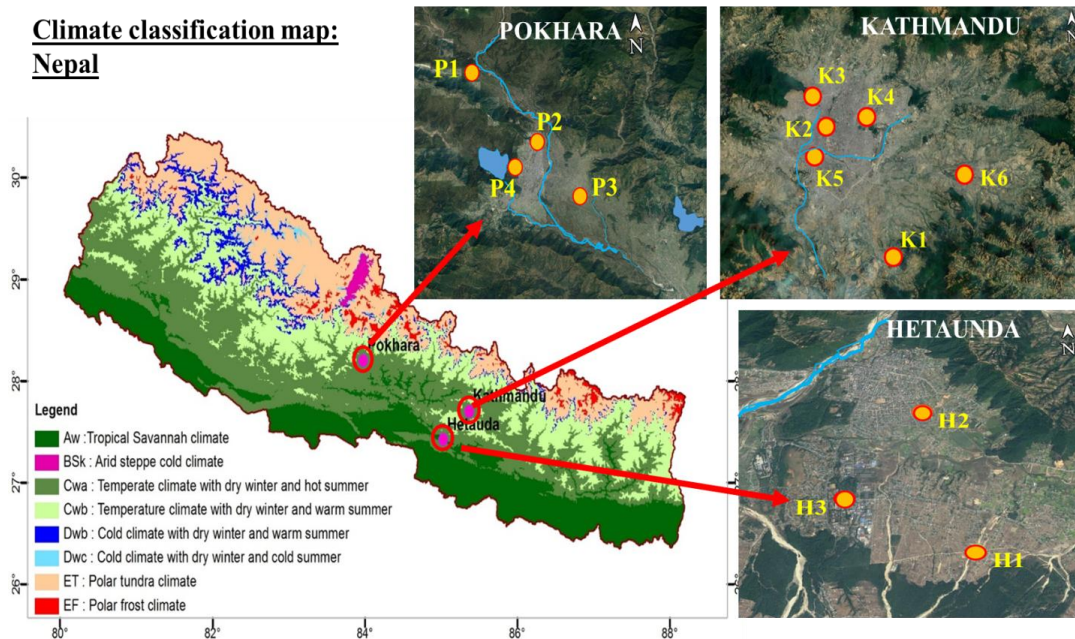 Climate classification map:
Nepal
POKHARA
N
P1
P2
P4
P3
KATHMANDU
N
K3
K4
K2
K5
K6
K1
HETAUNDA
N
H2
H3
H1
30°
29°
28°
27°
26°
Pokhara
Kathmandu
Hetauda
Legend
Aw :Tropical Savannah climate
BSk : Arid steppe cold climate
Cwa : Temperate climate with dry winter and hot summer
Cwb : Temperature climate with dry winter and warm summer
Dwb : Cold climate with dry winter and warm summer
Dwc : Cold climate with dry winter and cold summer
ET : Polar tundra climate
EF : Polar frost climate
80° 82° 84° 86° 88°